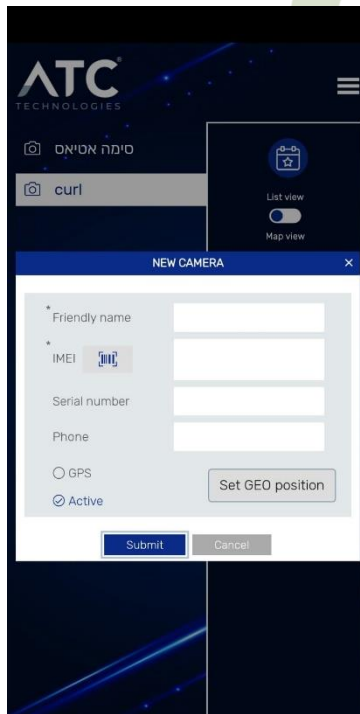 ATC
TECHNOLOGIES
סימה אטיאס
curl
List view
Map view
NEW CAMERA ×
* Friendly name
* IMEI
Serial number
Phone
GPS
Set GEO position
Active
Submit
Cancel